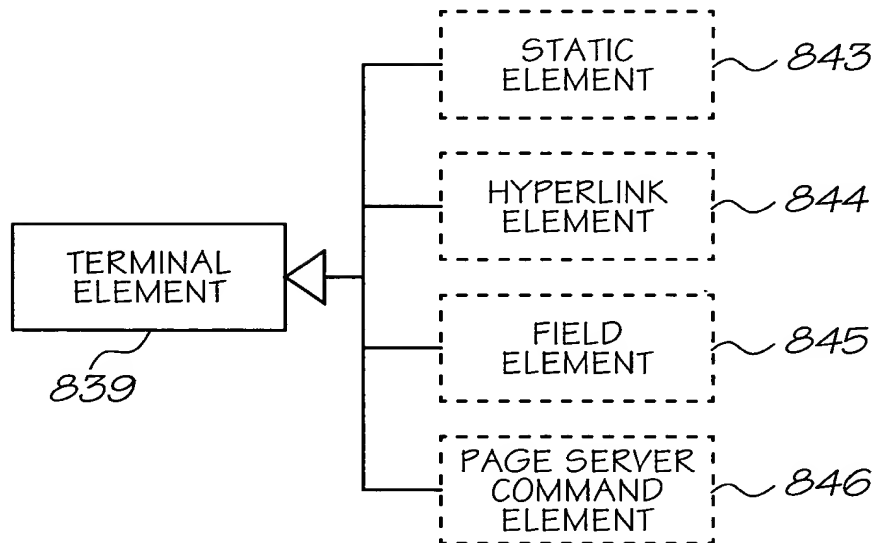 STATIC
ELEMENT
843
HYPERLINK
ELEMENT
844
TERMINAL
ELEMENT
839
FIELD
ELEMENT
845
PAGE SERVER
COMMAND
ELEMENT
846